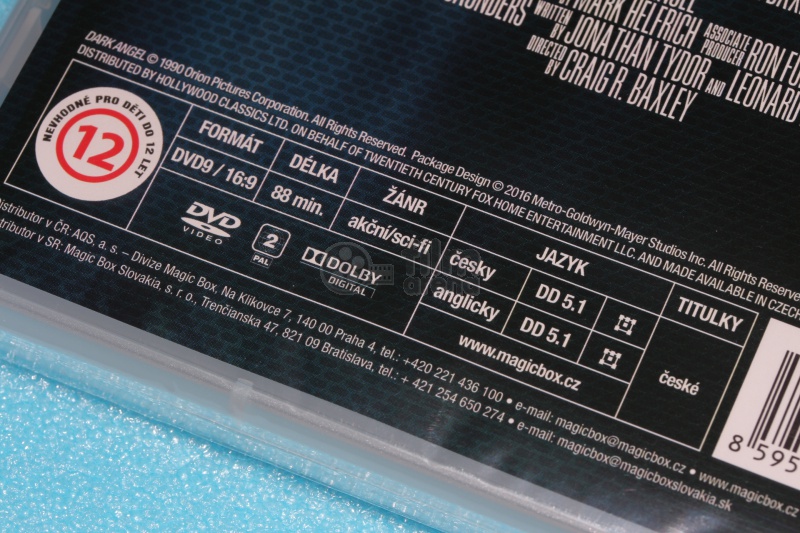 MARK HELFRICH
WRITTEN BY JONATHAN TYDOR AND LEONARD
ASSOCIATE PRODUCER RON
DIRECTED BY CRAIG R. BAXLEY
DARK ANGEL © 1990 Orion Pictures Corporation. All Rights Reserved. Package Design © 2016 Metro-Goldwyn-Mayer Studios Inc. All Rights Reserved.
DISTRIBUTED BY HOLLYWOOD CLASSICS LTD. ON BEHALF OF TWENTIETH CENTURY FOX HOME ENTERTAINMENT LLC. AND MADE AVAILABLE IN CZECH
NEVHODNÉ PRO DĚTI DO 12 LET
12
FORMÁT
DVD9 / 16:9
DÉLKA
88 min.
ŽÁNR
akční/sci-fi
JAZYK
česky DD 5.1
anglicky DD 5.1
www.magicbox.cz
TITULKY
české
DVD
VIDEO
2
PAL
DOLBY
DIGITAL
film
arena
Distributor v ČR: AQS, a. s. – Divize Magic Box. Na Klikovce 7, 140 00 Praha 4, tel.: +420 221 436 100 • e-mail: magicbox@magicbox.cz • www.magicbox.cz
Magic Box Slovakia, s. r. o., Trenčianska 47, 821 09 Bratislava, tel.: + 421 254 650 274 • e-mail: magicbox@magicboxslovakia.sk
8 595